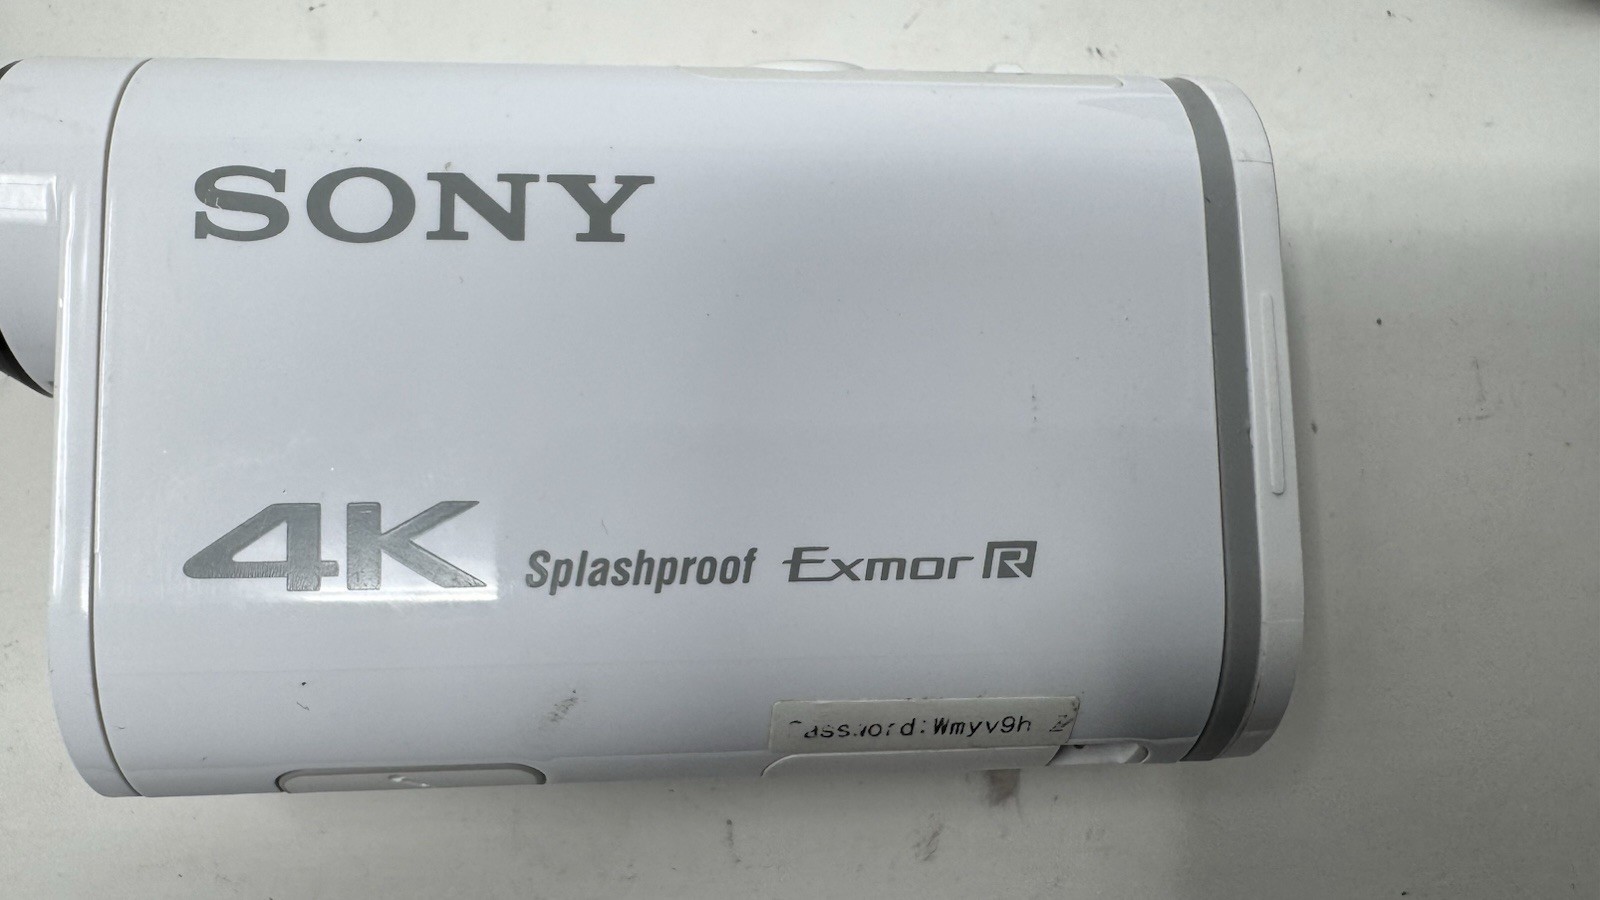 SONY
4K Splashproof Exmor R
Password:Wmyv9h